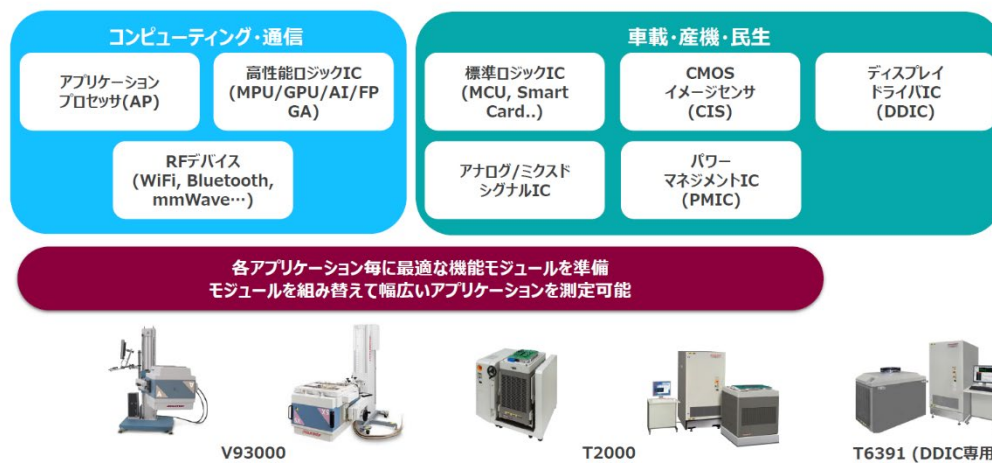 コンピューティング・通信
アプリケーション
プロセッサ(AP)
高性能ロジックIC
(MPU/GPU/AI/FP
GA)
RFデバイス
(WiFi, Bluetooth,
mmWave…)
車載・産機・民生
標準ロジックIC
(MCU, Smart
Card..)
CMOS
イメージセンサ
(CIS)
ディスプレイ
ドライバIC
(DDIC)
アナログ/ミクスド
シグナルIC
パワー
マネジメントIC
(PMIC)
各アプリケーション毎に最適な機能モジュールを準備
モジュールを組み替えて幅広いアプリケーションを測定可能
V93000
T2000
T6391 (DDIC専用